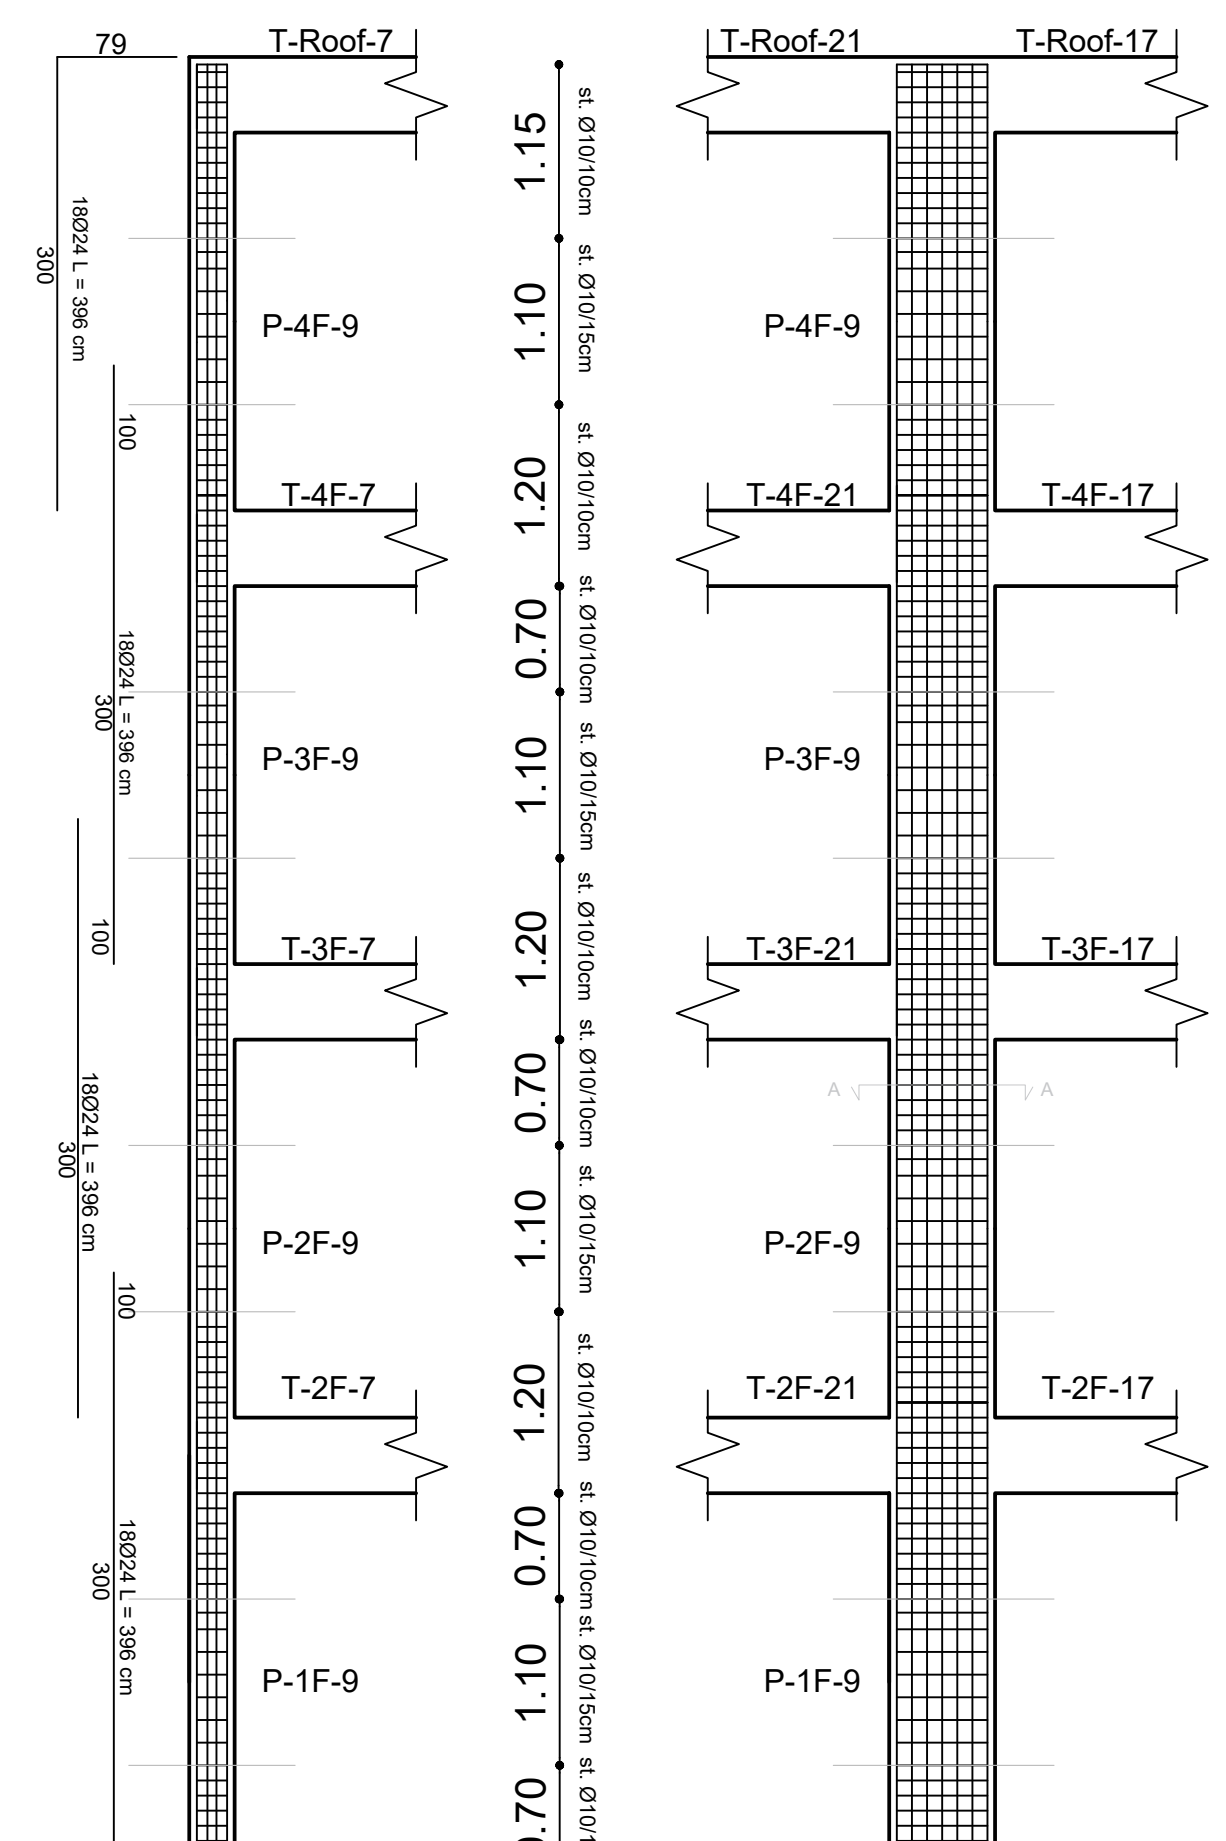 79
T-Roof-7
T-Roof-21
T-Roof-17
18Ø24 L = 396 cm
300
1.15
st. Ø10/10cm
P-4F-9
1.10
st. Ø10/15cm
P-4F-9
100
T-4F-7
1.20
st. Ø10/10cm
T-4F-21
T-4F-17
18Ø24 L = 396 cm
300
0.70
st. Ø10/10cm
P-3F-9
1.10
st. Ø10/15cm
P-3F-9
100
T-3F-7
1.20
st. Ø10/10cm
T-3F-21
T-3F-17
18Ø24 L = 396 cm
300
0.70
st. Ø10/10cm
A
A
P-2F-9
1.10
st. Ø10/15cm
P-2F-9
100
T-2F-7
1.20
st. Ø10/10cm
T-2F-21
T-2F-17
18Ø24 L = 396 cm
300
0.70
st. Ø10/10cm
P-1F-9
1.10
st. Ø10/15cm
P-1F-9
.70
st. Ø10/1